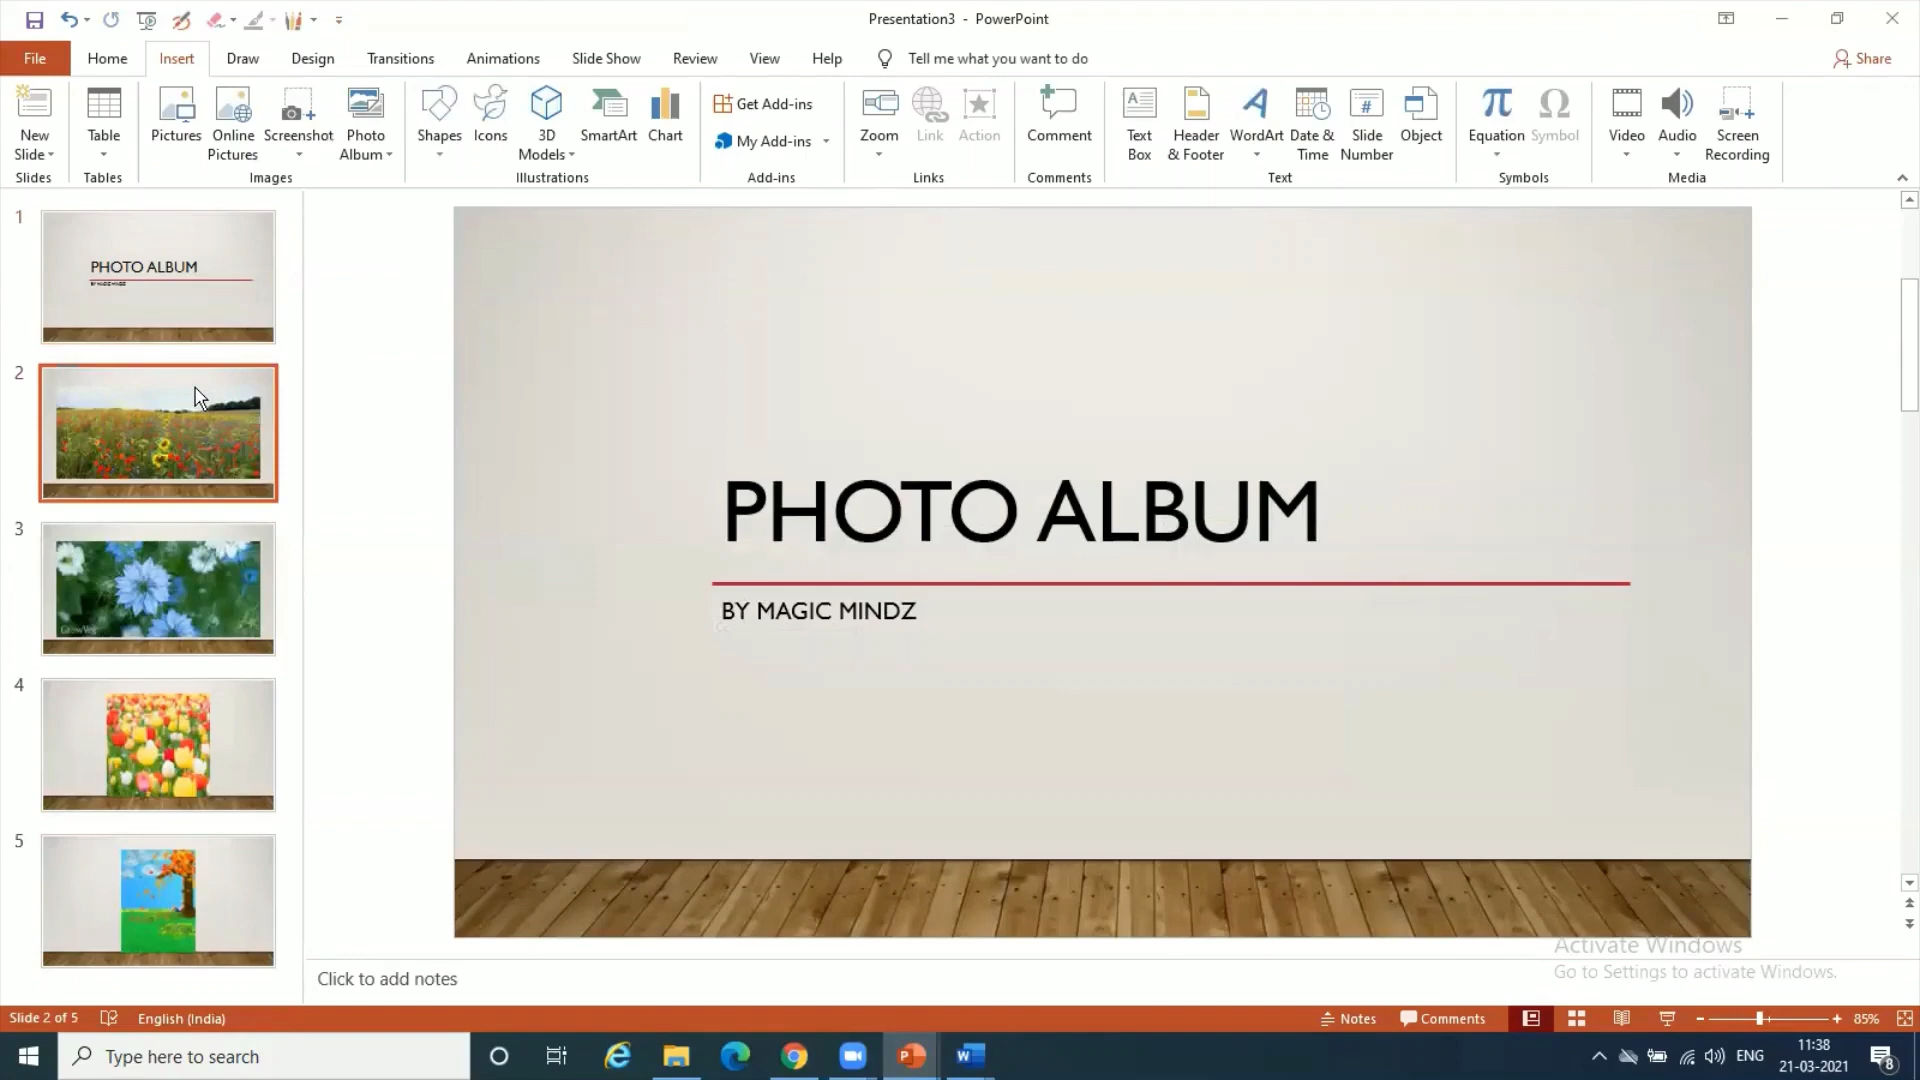 Presentation3 - PowerPoint
File Home Insert Draw Design Transitions Animations Slide Show Review View Help Tell me what you want to do Share
New Slide
Table
Pictures
Online Pictures
Screenshot
Photo Album
Shapes
Icons
3D Models
SmartArt
Chart
Get Add-ins
My Add-ins
Zoom
Link
Action
Comment
Text Box
Header & Footer
WordArt
Date & Time
Slide Number
Object
Equation
Symbol
Video
Audio
Screen Recording
Slides Tables Images Illustrations Add-ins Links Comments Text Symbols Media
1
PHOTO ALBUM
BY MAGIC MINDZ
2
3
GrowVeg
4
5
PHOTO ALBUM
BY MAGIC MINDZ
Activate Windows
Go to Settings to activate Windows.
Click to add notes
Slide 2 of 5 English (India) Notes Comments 85%
Type here to search
ENG
11:38
21-03-2021
8